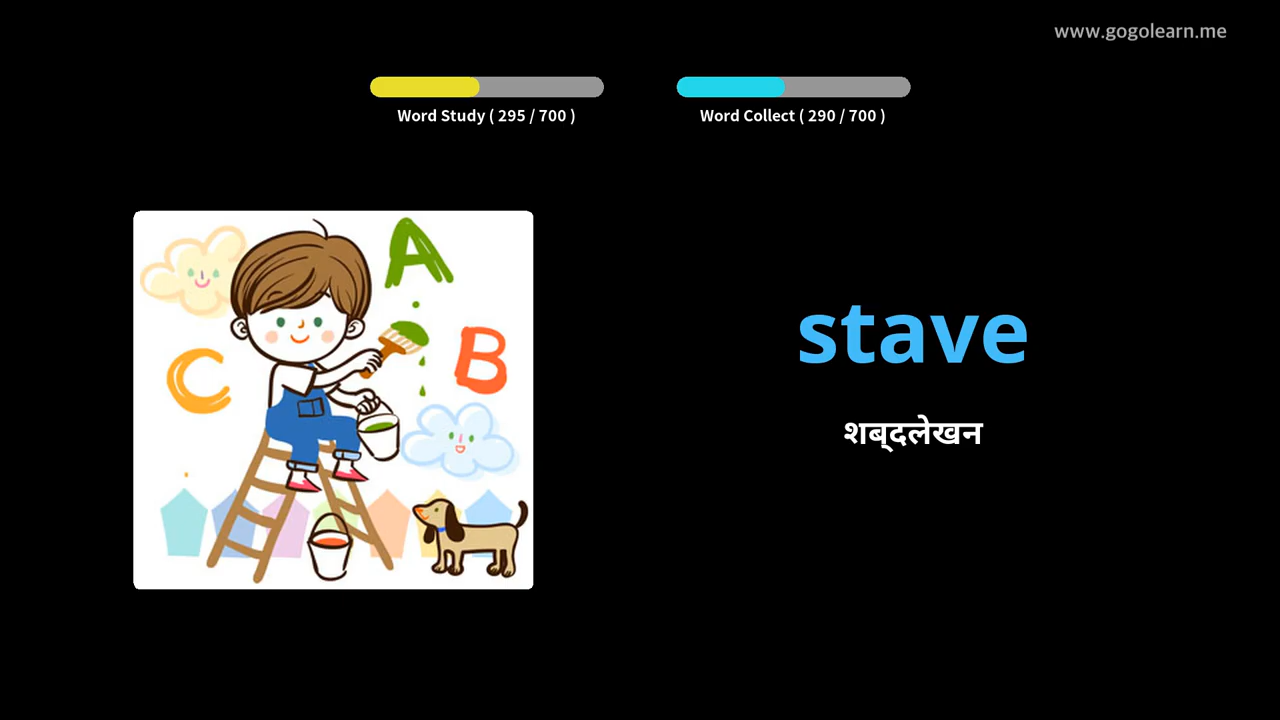 www.gogolearn.me
Word Study ( 295 / 700 )
Word Collect ( 290 / 700 )
A
B
C
stave
शब्दलेखन